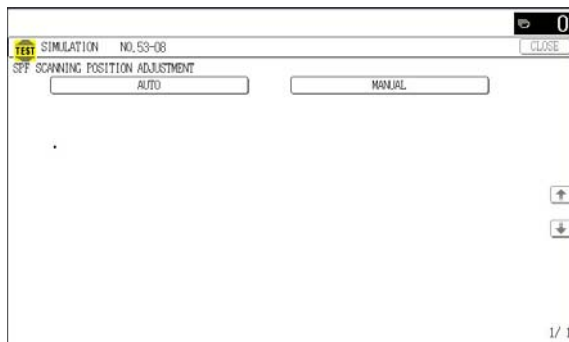 0
TEST SIMULATION NO.53-08 CLOSE
SPF SCANNING POSITION ADJUSTMENT
AUTO MANUAL
1/ 1